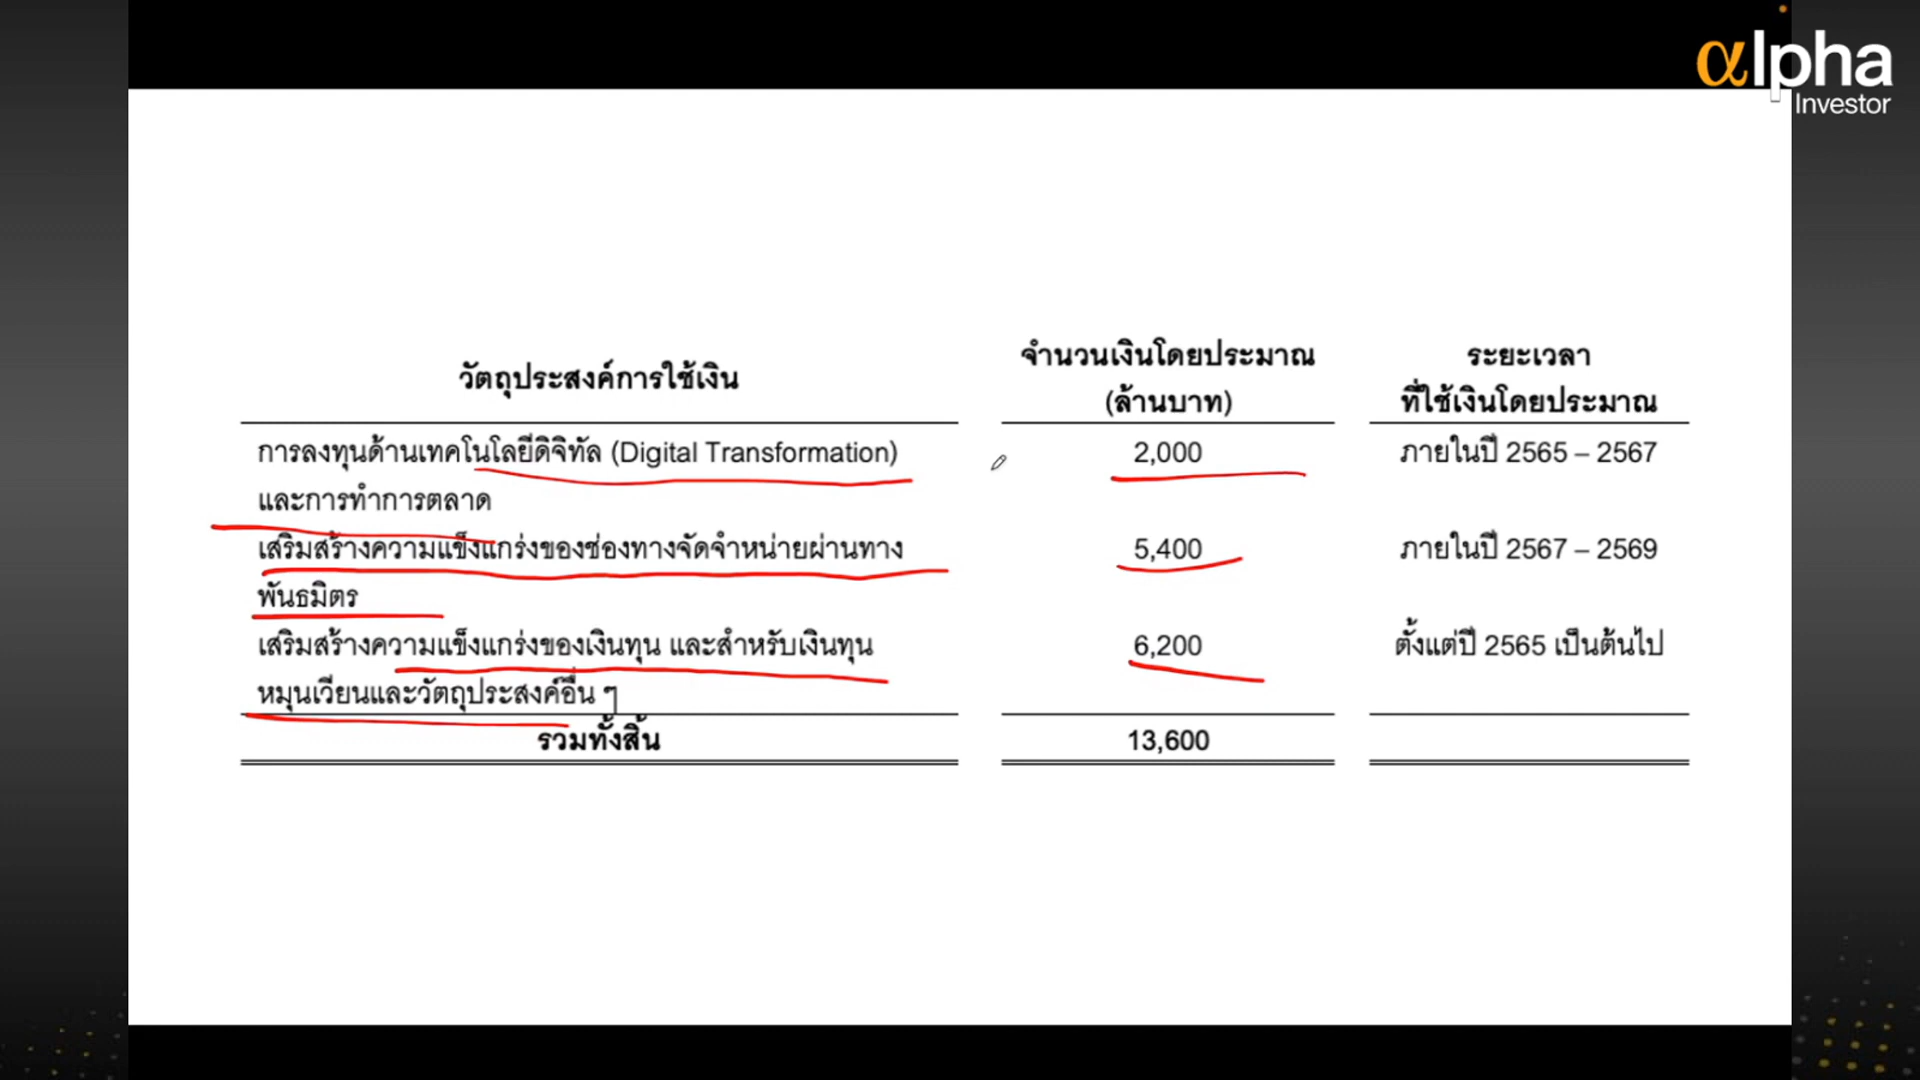 αlpha
Investor
วัตถุประสงค์การใช้เงิน
จำนวนเงินโดยประมาณ
(ล้านบาท)
ระยะเวลา
ที่ใช้เงินโดยประมาณ
การลงทุนด้านเทคโนโลยีดิจิทัล (Digital Transformation) 2,000 ภายในปี 2565 – 2567
และการทำการตลาด
เสริมสร้างความแข็งแกร่งของช่องทางจัดจำหน่ายผ่านทาง 5,400 ภายในปี 2567 – 2569
พันธมิตร
เสริมสร้างความแข็งแกร่งของเงินทุน และสำหรับเงินทุน 6,200 ตั้งแต่ปี 2565 เป็นต้นไป
หมุนเวียนและวัตถุประสงค์อื่น ๆ
รวมทั้งสิ้น 13,600